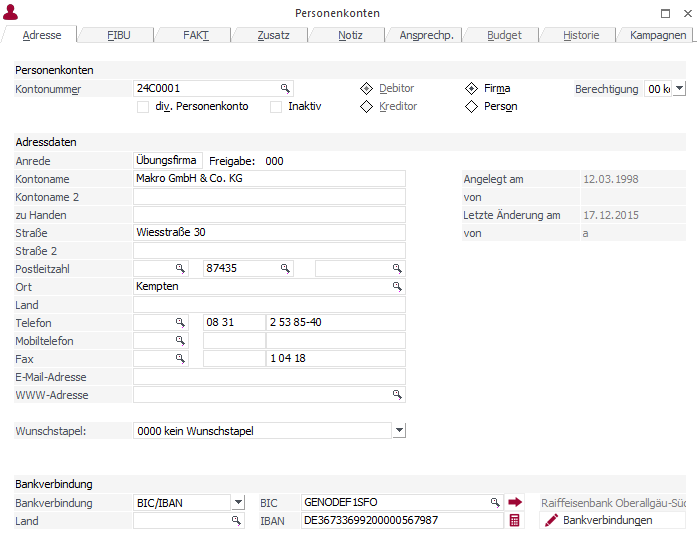 Personenkonten
Adresse FIBU FAKT Zusatz Notiz Ansprechp. Budget Historie Kampagnen
Personenkonten
Kontonummer 24C0001 Debitor Firma Berechtigung 00 k
div. Personenkonto Inaktiv Kreditor Person
Adressdaten
Anrede Übungsfirma Freigabe: 000
Kontoname Makro GmbH & Co. KG Angelegt am 12.03.1998
Kontoname 2 von
zu Handen Letzte Änderung am 17.12.2015
Straße Wiesstraße 30 von a
Straße 2
Postleitzahl 87435
Ort Kempten
Land
Telefon 08 31 2 53 85-40
Mobiltelefon
Fax 1 04 18
E-Mail-Adresse
WWW-Adresse
Wunschstapel: 0000 kein Wunschstapel
Bankverbindung
Bankverbindung BIC/IBAN BIC GENODEF1SFO Raiffeisenbank Oberallgäu-Süd
Land IBAN DE36733699200000567987 Bankverbindungen